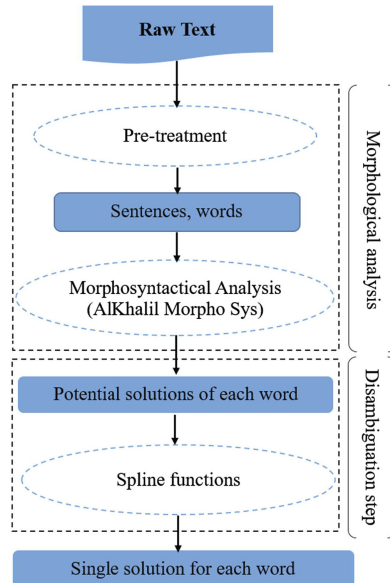 Raw Text
Pre-treatment
Sentences, words
Morphosyntactical Analysis
(AlKhalil Morpho Sys)
Morphological analysis
Potential solutions of each word
Spline functions
Disambiguation step
Single solution for each word